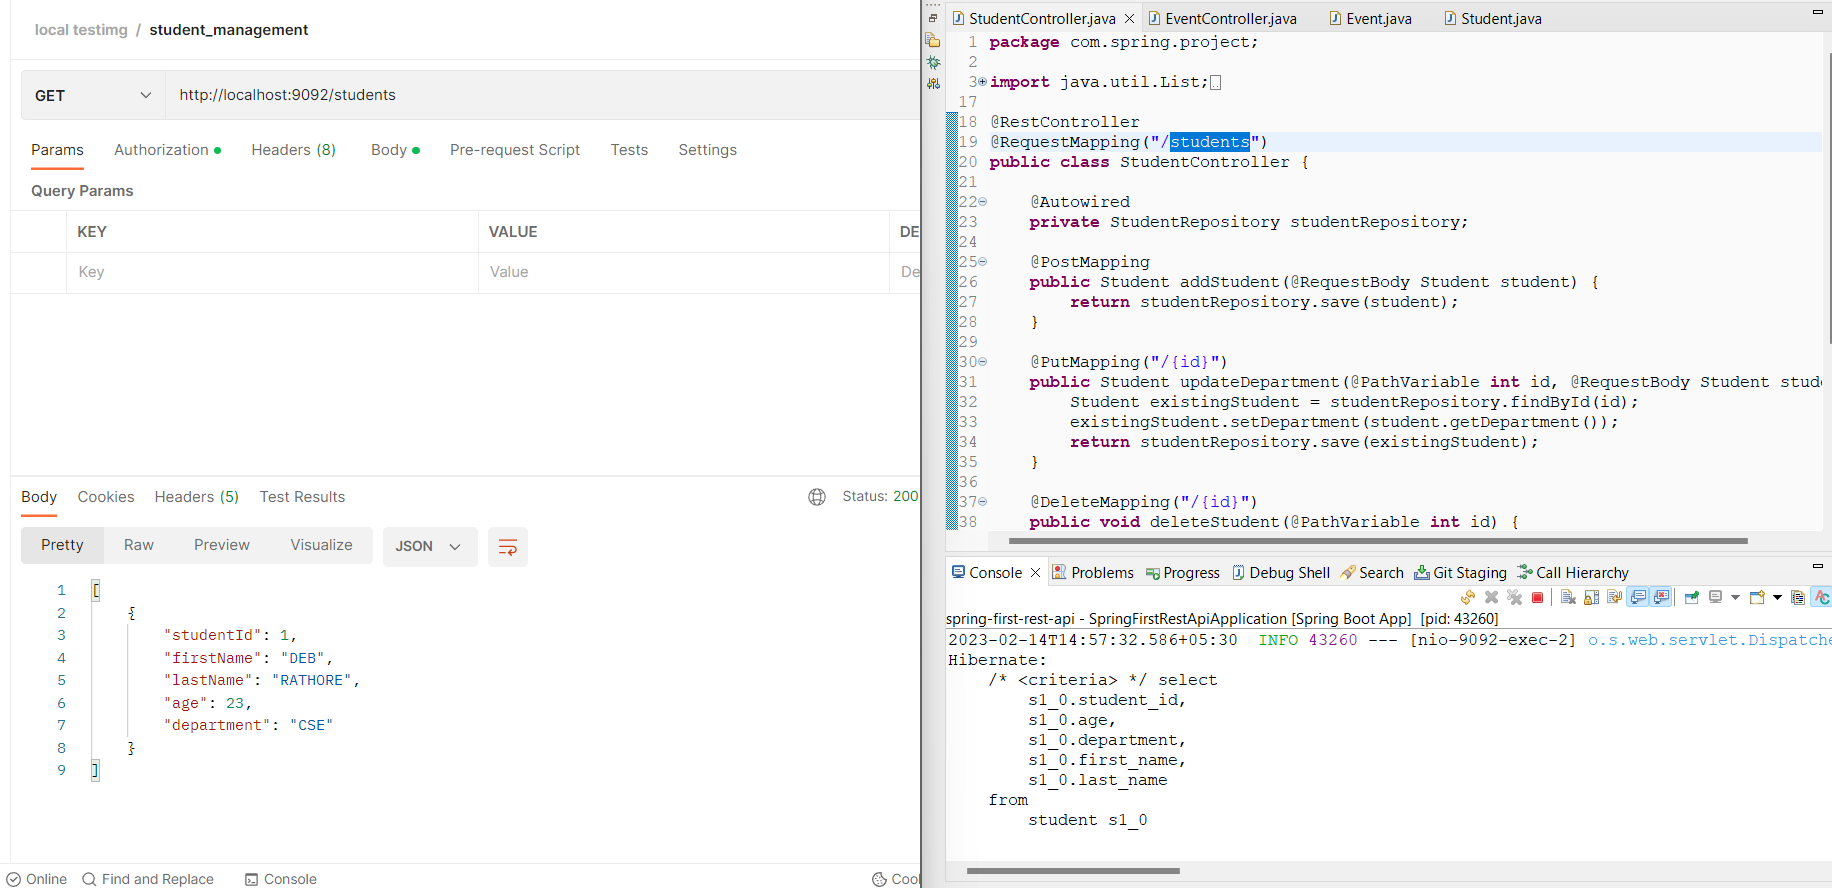 local testimg / student_management
GET http://localhost:9092/students
Params Authorization Headers (8) Body Pre-request Script Tests Settings
Query Params
KEY VALUE DE
Key Value De
Body Cookies Headers (5) Test Results Status: 200
Pretty Raw Preview Visualize JSON
1 [
2 {
3 "studentId": 1,
4 "firstName": "DEB",
5 "lastName": "RATHORE",
6 "age": 23,
7 "department": "CSE"
8 }
9 ]
Online Find and Replace Console Cool
StudentController.java EventController.java Event.java Student.java
1 package com.spring.project;
2
3 import java.util.List;
17
18 @RestController
19 @RequestMapping("/students")
20 public class StudentController {
21
22 @Autowired
23 private StudentRepository studentRepository;
24
25 @PostMapping
26 public Student addStudent(@RequestBody Student student) {
27 return studentRepository.save(student);
28 }
29
30 @PutMapping("/{id}")
31 public Student updateDepartment(@PathVariable int id, @RequestBody Student stud
32 Student existingStudent = studentRepository.findById(id);
33 existingStudent.setDepartment(student.getDepartment());
34 return studentRepository.save(existingStudent);
35 }
36
37 @DeleteMapping("/{id}")
38 public void deleteStudent(@PathVariable int id) {
Console Problems Progress Debug Shell Search Git Staging Call Hierarchy
spring-first-rest-api - SpringFirstRestApiApplication [Spring Boot App] [pid: 43260]
2023-02-14T14:57:32.586+05:30 INFO 43260 --- [nio-9092-exec-2] o.s.web.servlet.Dispatche
Hibernate:
/* <criteria> */ select
s1_0.student_id,
s1_0.age,
s1_0.department,
s1_0.first_name,
s1_0.last_name
from
student s1_0